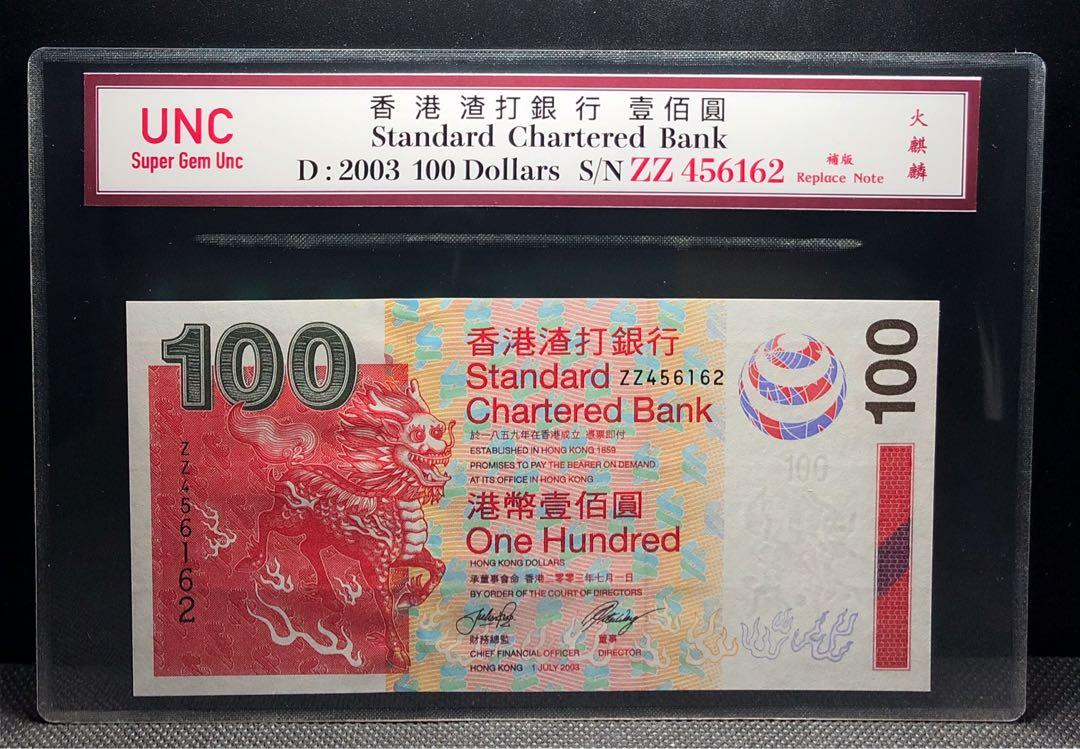 UNC
Super Gem Unc
香港渣打銀行 壹佰圓
Standard Chartered Bank
D : 2003 100 Dollars S/N ZZ 456162
補版
Replace Note
火麒麟
100
ZZ456162
香港渣打銀行
Standard ZZ456162
Chartered Bank
於一八五九年在香港成立 憑票即付
ESTABLISHED IN HONG KONG 1859
PROMISES TO PAY THE BEARER ON DEMAND
AT ITS OFFICE IN HONG KONG
港幣壹佰圓
One Hundred
HONG KONG DOLLARS
承董事會命 香港二零零三年七月一日
BY ORDER OF THE COURT OF DIRECTORS
財務總監 董事
CHIEF FINANCIAL OFFICER DIRECTOR
HONG KONG 1 JULY 2003
100
100